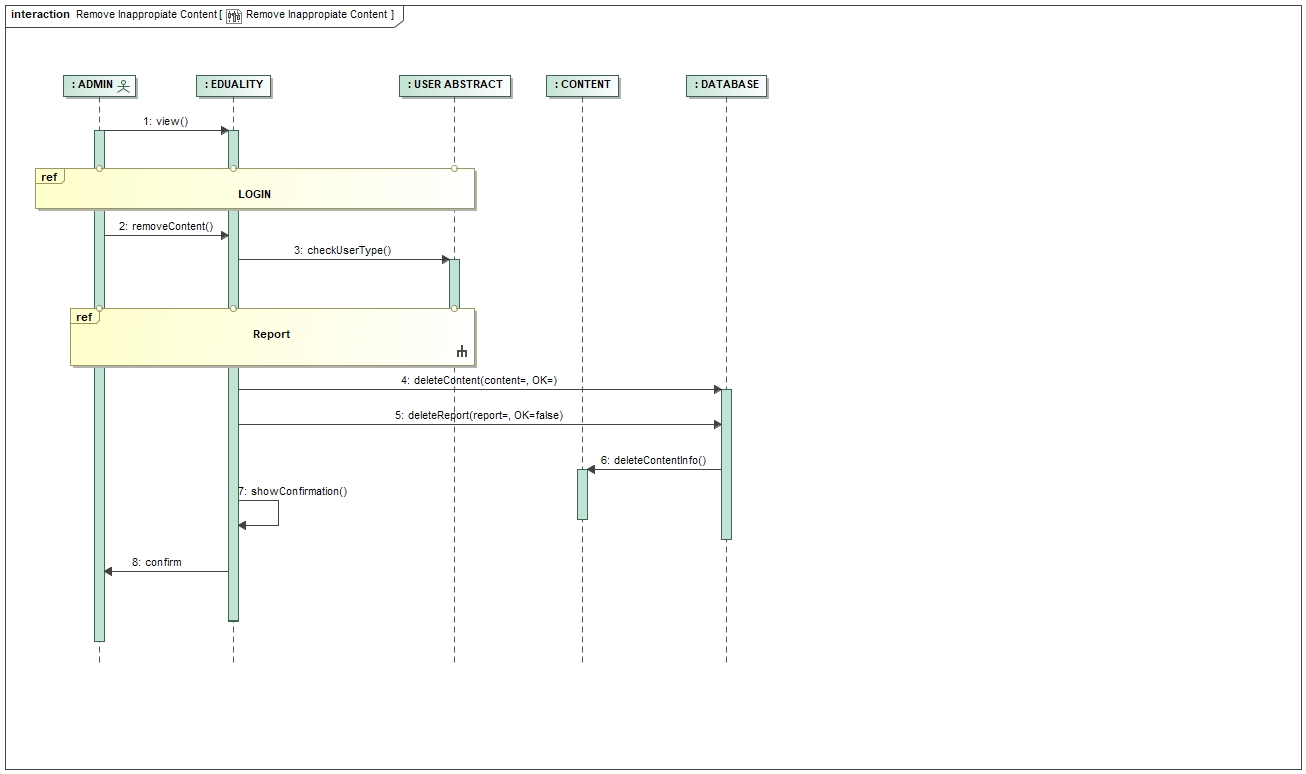 interaction Remove Inappropiate Content [ Remove Inappropiate Content ]
: ADMIN
: EDUALITY
: USER ABSTRACT
: CONTENT
: DATABASE
1: view()
ref
LOGIN
2: removeContent()
3: checkUserType()
ref
Report
4: deleteContent(content=, OK=)
5: deleteReport(report=, OK=false)
6: deleteContentInfo()
7: showConfirmation()
8: confirm